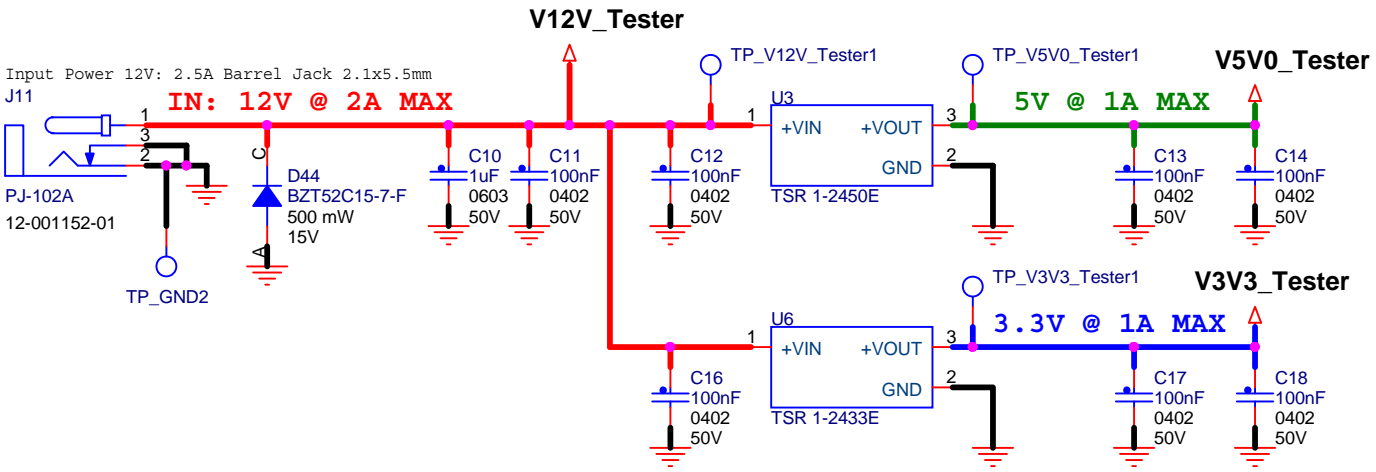 V12V_Tester
Input Power 12V: 2.5A Barrel Jack 2.1x5.5mm
J11
IN: 12V @ 2A MAX
1
3
2
PJ-102A
12-001152-01
TP_GND2
C
D44
BZT52C15-7-F
500 mW
15V
A
C10
1uF
0603
50V
C11
100nF
0402
50V
TP_V12V_Tester1
C12
100nF
0402
50V
U3
1
+VIN
+VOUT
3
GND
2
TSR 1-2450E
TP_V5V0_Tester1
V5V0_Tester
5V @ 1A MAX
C13
100nF
0402
50V
C14
100nF
0402
50V
C16
100nF
0402
50V
U6
1
+VIN
+VOUT
3
GND
2
TSR 1-2433E
TP_V3V3_Tester1
V3V3_Tester
3.3V @ 1A MAX
C17
100nF
0402
50V
C18
100nF
0402
50V